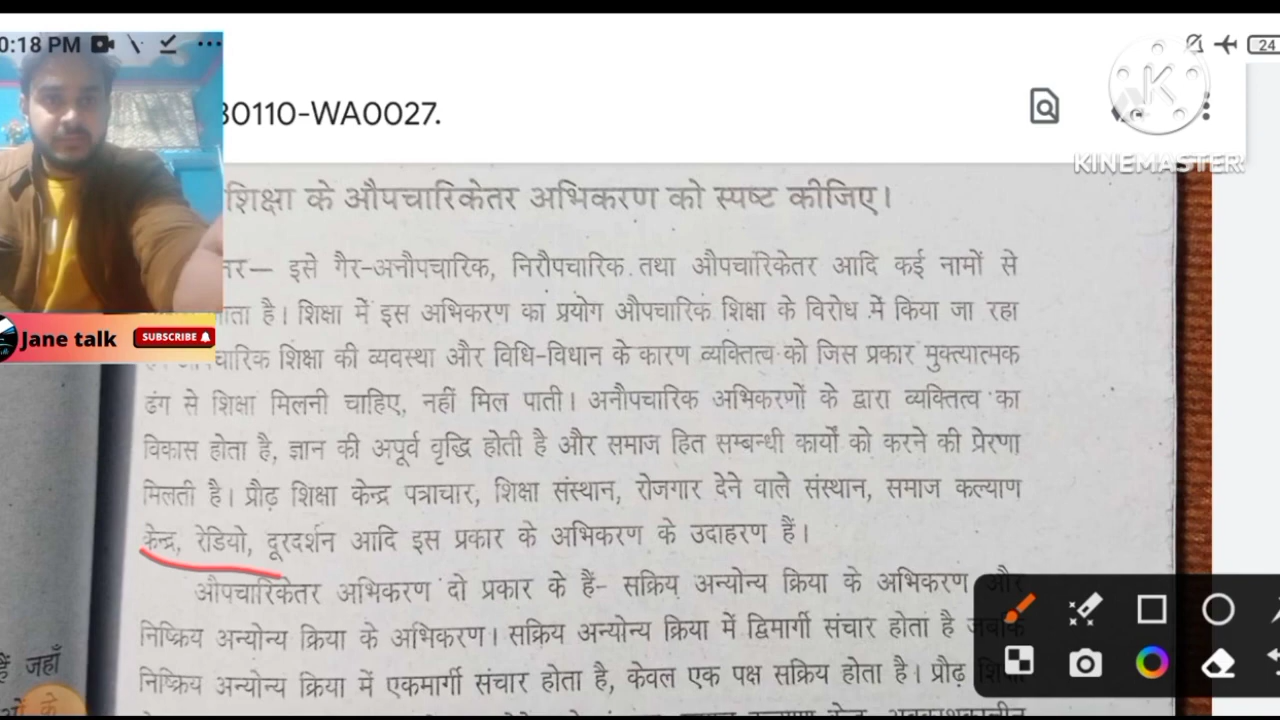 0:18 PM
24
30110-WA0027.
KINEMASTER
शिक्षा के औपचारिकेतर अभिकरण को स्पष्ट कीजिए।
इसे गैर-अनौपचारिक, निरौपचारिक तथा औपचारिकेतर आदि कई नामों से
है। शिक्षा में इस अभिकरण का प्रयोग औपचारिक शिक्षा के विरोध में किया जा रहा
Jane talk
SUBSCRIBE
शिक्षा की व्यवस्था और विधि-विधान के कारण व्यक्तित्व को जिस प्रकार मुक्त्यात्मक
ढंग से शिक्षा मिलनी चाहिए, नहीं मिल पाती। अनौपचारिक अभिकरणों के द्वारा व्यक्तित्व का
विकास होता है, ज्ञान की अपूर्व वृद्धि होती है और समाज हित सम्बन्धी कार्यों को करने की प्रेरणा
मिलती है। प्रौढ़ शिक्षा केन्द्र पत्राचार, शिक्षा संस्थान, रोजगार देने वाले संस्थान, समाज कल्याण
केन्द्र, रेडियो, दूरदर्शन आदि इस प्रकार के अभिकरण के उदाहरण हैं।
औपचारिकेतर अभिकरण दो प्रकार के हैं- सक्रिय अन्योन्य क्रिया के अभिकरण और
निष्क्रिय अन्योन्य क्रिया के अभिकरण। सक्रिय अन्योन्य क्रिया में द्विमार्गी संचार होता है जबकि
निष्क्रिय अन्योन्य क्रिया में एकमार्गी संचार होता है, केवल एक पक्ष सक्रिय होता है। प्रौढ़ शिक्षा
हैं जहाँ